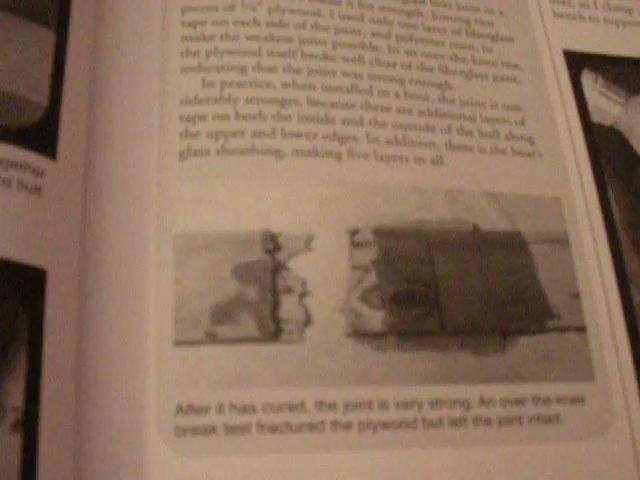 pieces of plywood. I used only one layer of fiberglass
tape on each side of the joint, and polyester resin, to
make the weakest joint possible. In an over-the-knee test,
the plywood itself broke well clear of the fiberglass joint,
indicating that the joint was strong enough.
In practice, when installed in a boat, the joint is con-
siderably stronger, because there are additional layers of
tape on both the inside and the outside of the hull along
the upper and lower edges. In addition, there is the boat's
glass sheathing, making five layers in all.
After it has cured, the joint is very strong. An over-the-knee
break test fractured the plywood but left the joint intact.